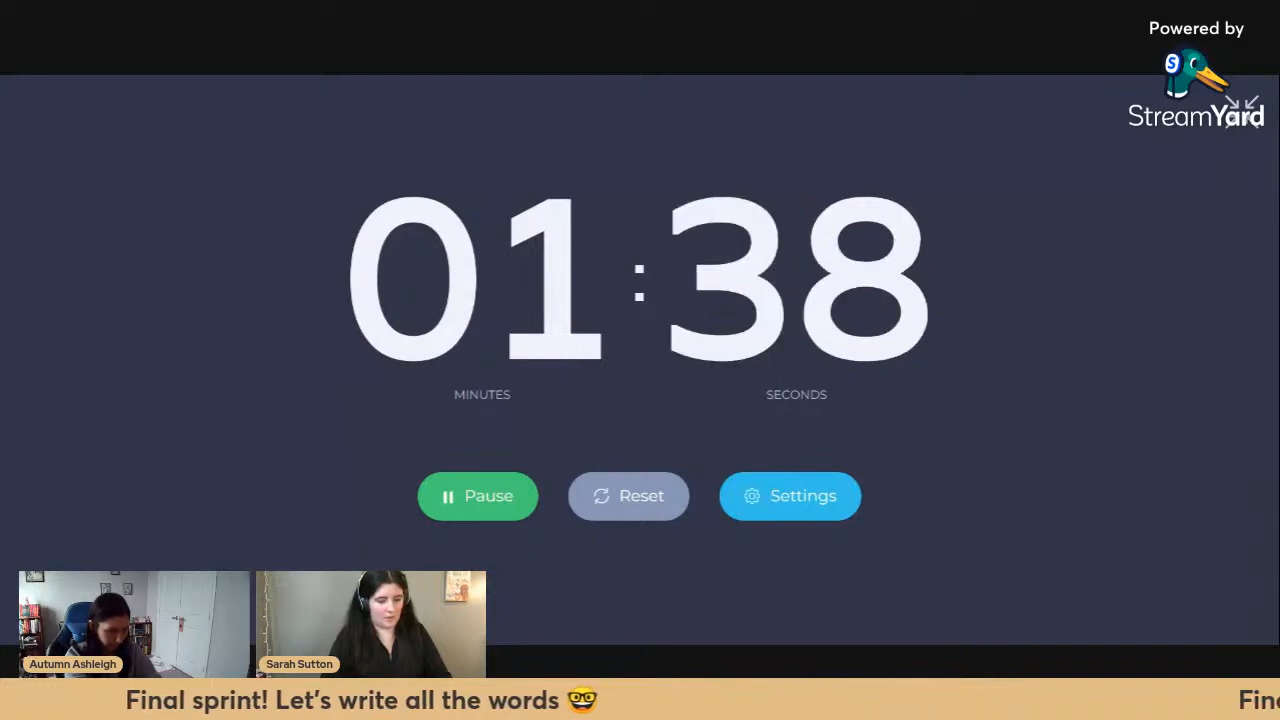 Powered by
S
StreamYard
01:38
MINUTES
SECONDS
Pause
Reset
Settings
Autumn Ashleigh
Sarah Sutton
Final sprint! Let's write all the words 🤓
Fin